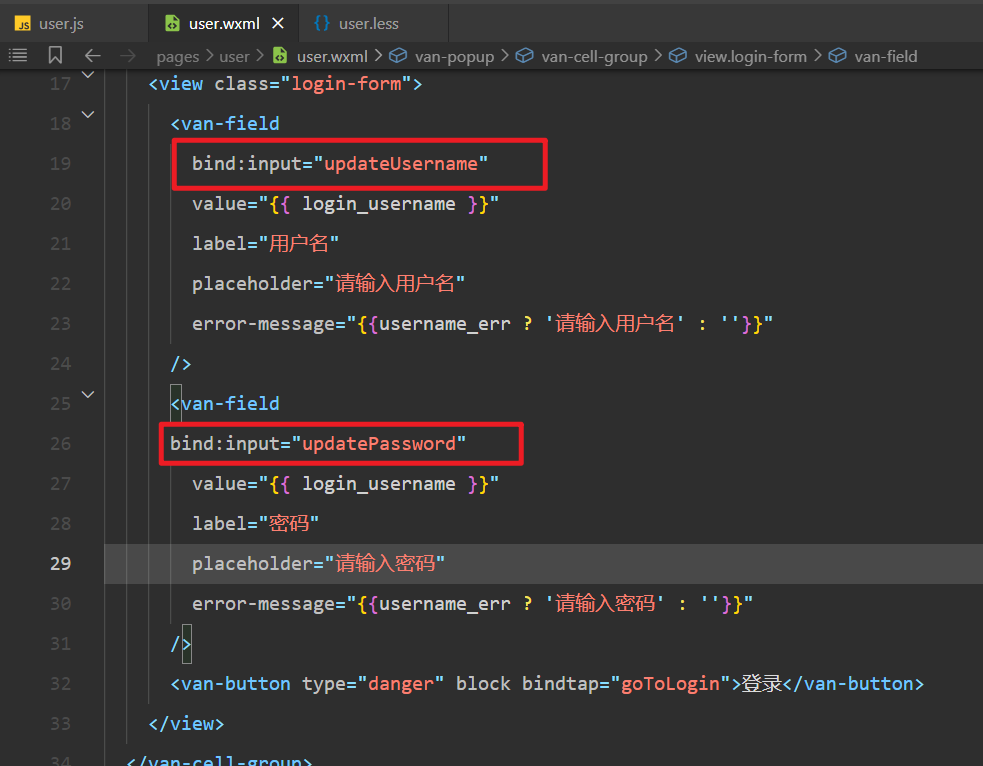 JS user.js user.wxml × {} user.less
pages > user > user.wxml > van-popup > van-cell-group > view.login-form > van-field
17 <view class="login-form">
18 <van-field
19 bind:input="updateUsername"
20 value="{{ login_username }}"
21 label="用户名"
22 placeholder="请输入用户名"
23 error-message="{{username_err ? '请输入用户名' : ''}}"
24 />
25 <van-field
26 bind:input="updatePassword"
27 value="{{ login_username }}"
28 label="密码"
29 placeholder="请输入密码"
30 error-message="{{username_err ? '请输入密码' : ''}}"
31 />
32 <van-button type="danger" block bindtap="goToLogin">登录</van-button>
33 </view>
34 </van-cell-group>